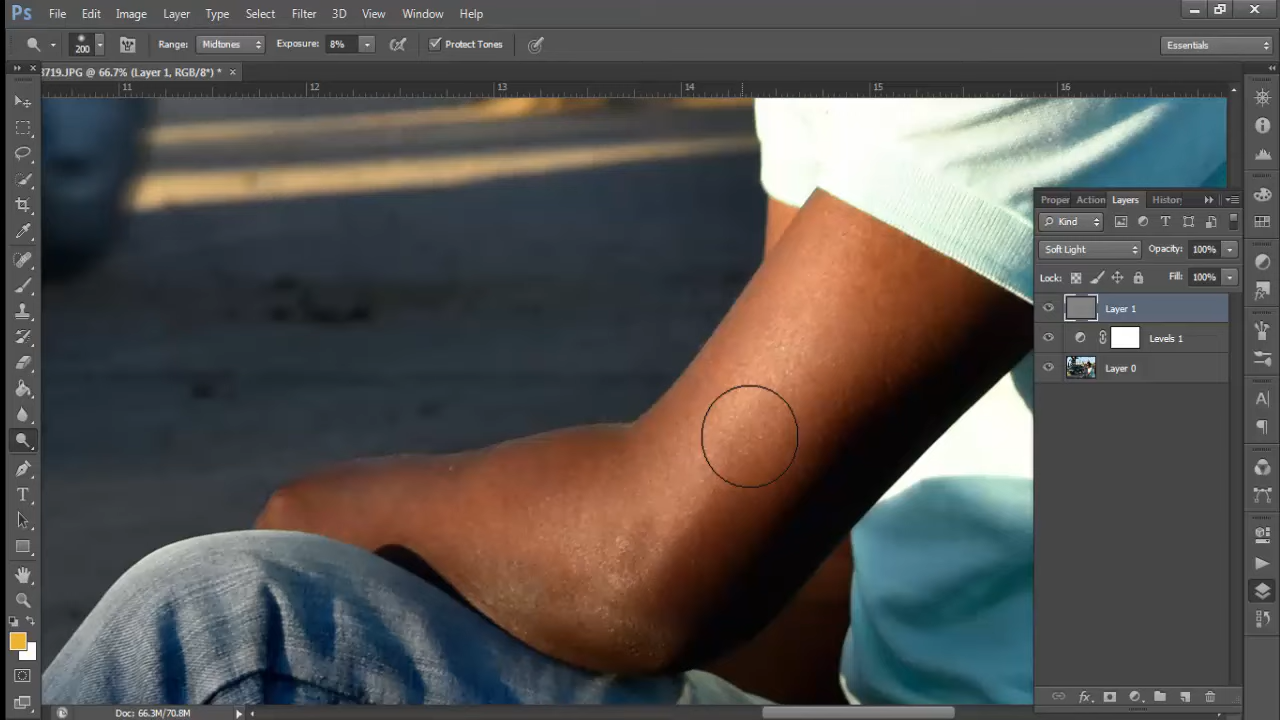 Ps File Edit Image Layer Type Select Filter 3D View Window Help
200 Range: Midtones Exposure: 8% Protect Tones Essentials
3719.JPG @ 66.7% (Layer 1, RGB/8*) * ×
11 12 13 14 15 16
Proper Action Layers History
Kind
Soft Light Opacity: 100%
Lock: Fill: 100%
Layer 1
Levels 1
Layer 0
fx
Doc: 66.3M/70.8M